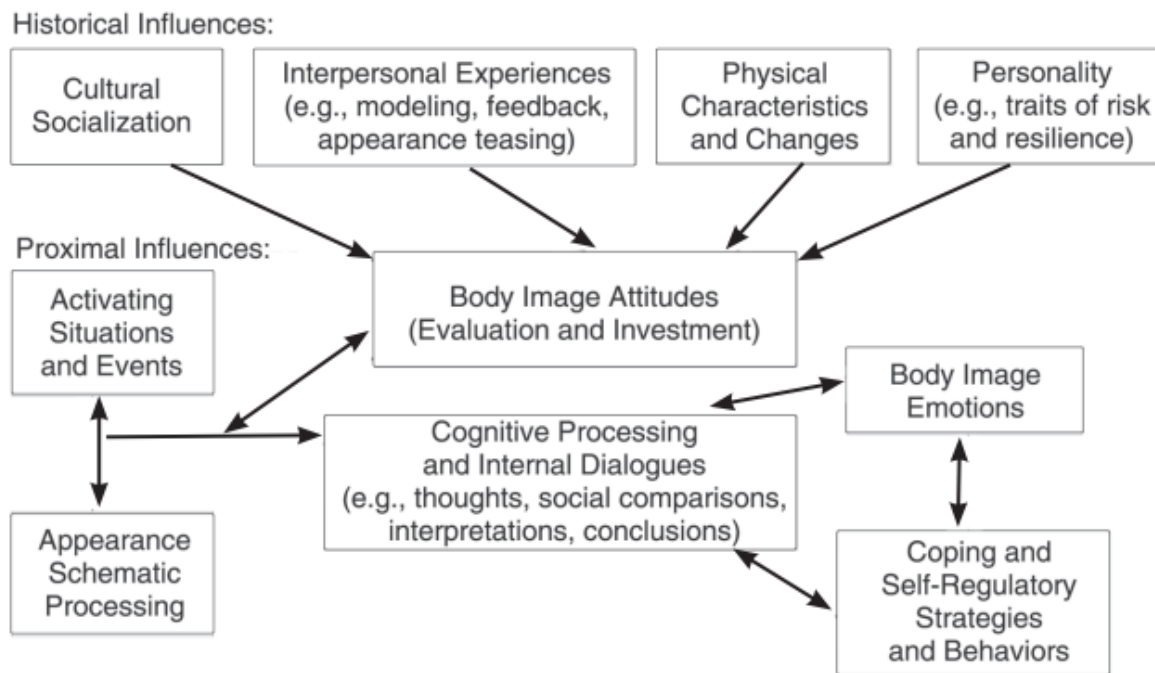 Historical Influences:
Cultural
Socialization
Interpersonal Experiences
(e.g., modeling, feedback,
appearance teasing)
Physical
Characteristics
and Changes
Personality
(e.g., traits of risk
and resilience)
Proximal Influences:
Activating
Situations
and Events
Body Image Attitudes
(Evaluation and Investment)
Body Image
Emotions
Cognitive Processing
and Internal Dialogues
(e.g., thoughts, social comparisons,
interpretations, conclusions)
Appearance
Schematic
Processing
Coping and
Self-Regulatory
Strategies
and Behaviors